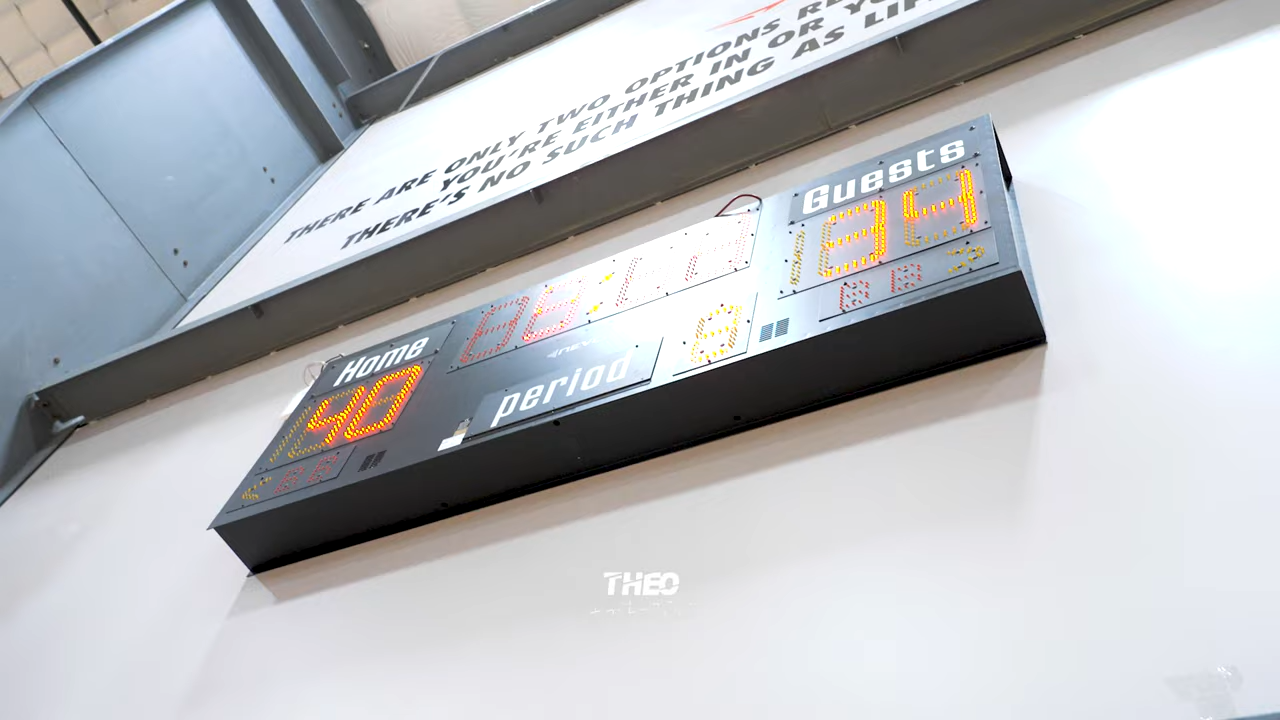 THERE ARE ONLY TWO OPTIONS
YOU'RE EITHER IN OR
THERE'S NO SUCH THING AS
Home
Guests
40
34
period
THEO